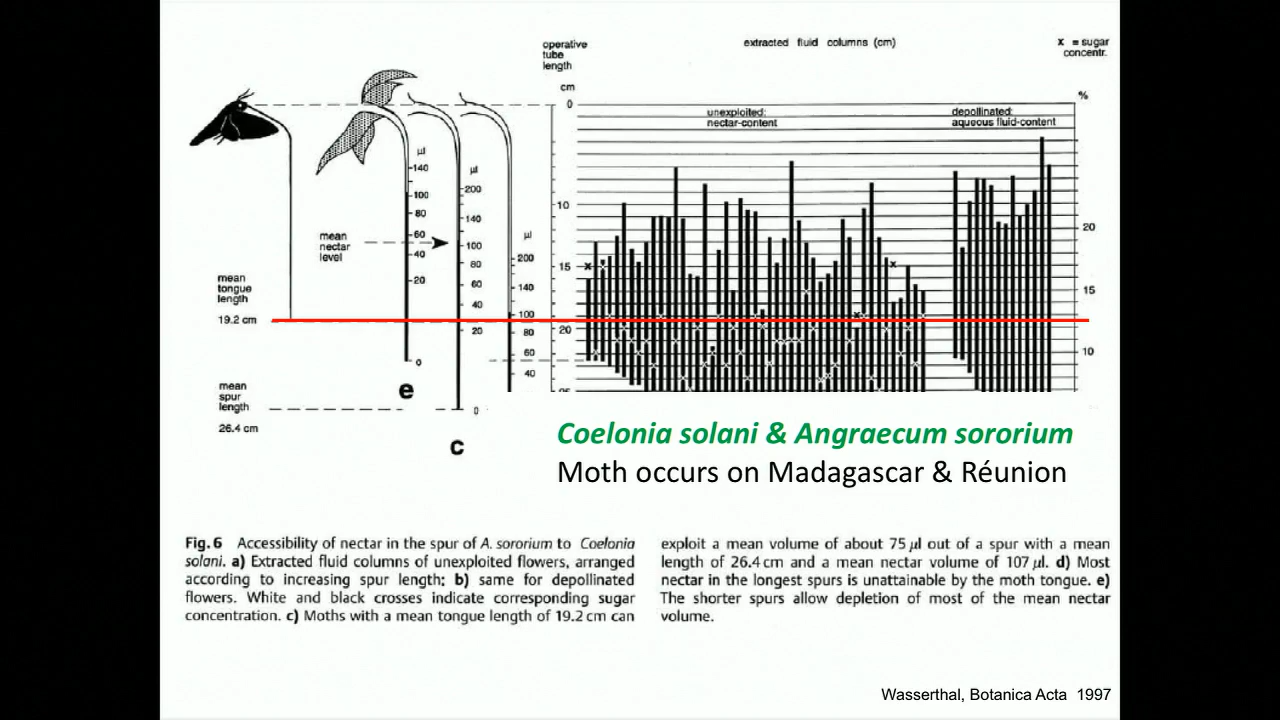 operative
tube
length
cm
extracted fluid columns (cm)
x = sugar
concentr.
%
0
unexploited:
nectar-content
depollinated:
aqueous fluid-content
µl
140
100
80
60
40
20
0
µl
200
140
100
80
60
40
20
0
µl
200
140
100
80
60
40
10
15
20
25
20
15
10
mean
nectar
level
mean
tongue
length
19.2 cm
mean
spur
length
26.4 cm
e
c
Coelonia solani & Angraecum sororium
Moth occurs on Madagascar & Réunion
Fig. 6 Accessibility of nectar in the spur of A. sororium to Coelonia
solani. a) Extracted fluid columns of unexploited flowers, arranged
according to increasing spur length; b) same for depollinated
flowers. White and black crosses indicate corresponding sugar
concentration. c) Moths with a mean tongue length of 19.2 cm can
exploit a mean volume of about 75 µl out of a spur with a mean
length of 26.4 cm and a mean nectar volume of 107 µl. d) Most
nectar in the longest spurs is unattainable by the moth tongue. e)
The shorter spurs allow depletion of most of the mean nectar
volume.
Wasserthal, Botanica Acta 1997